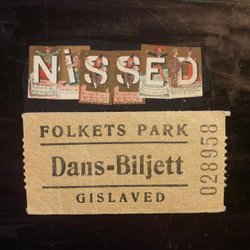 NiSSED
FOLKETS PARK
Dans-Biljett
GISLAVED
028958